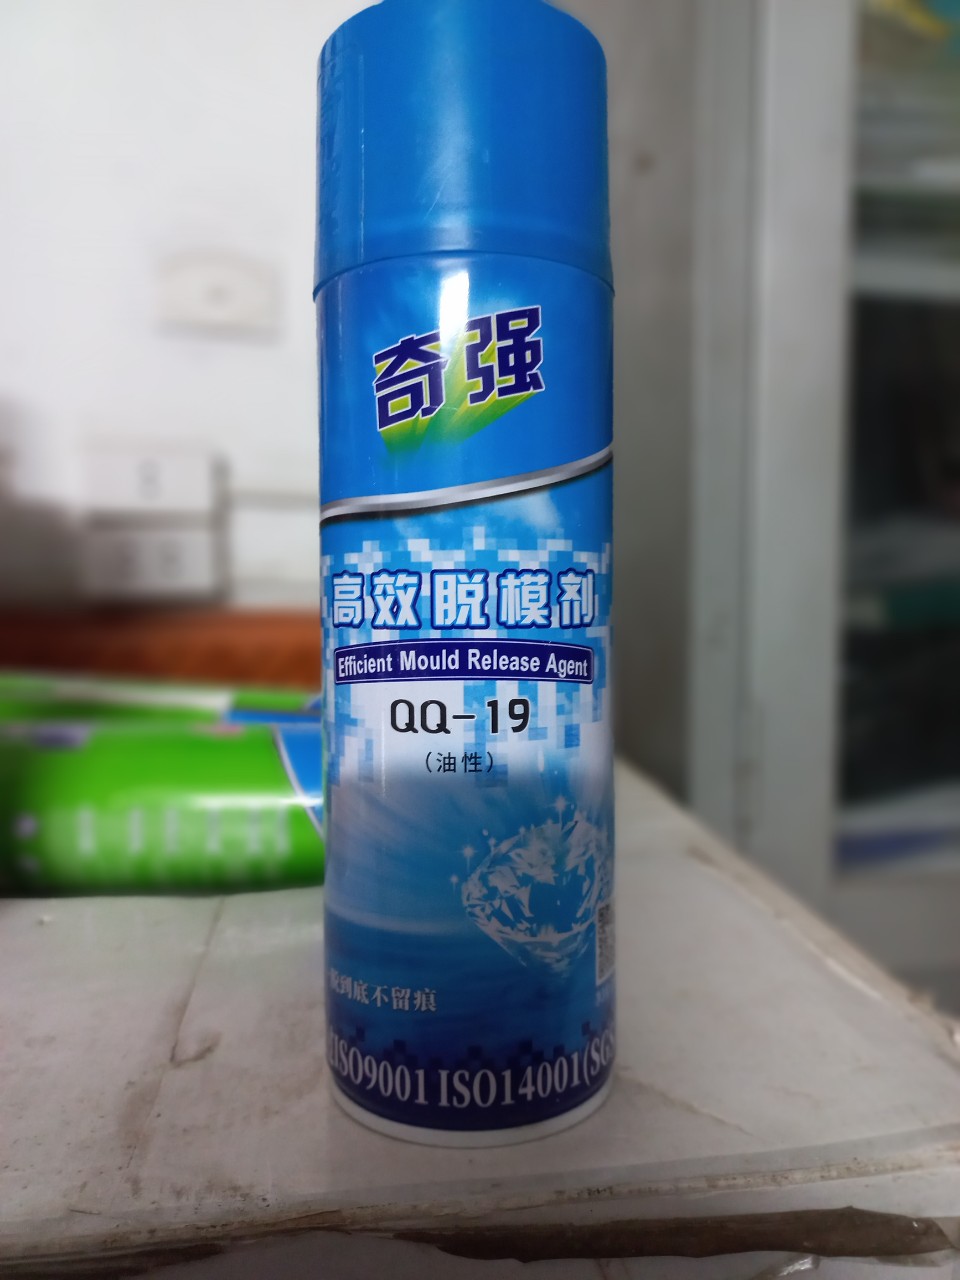 奇强
高效脱模剂
Efficient Mould Release Agent
QQ-19
(油性)
到底不留痕
ISO9001 ISO14001(SGS